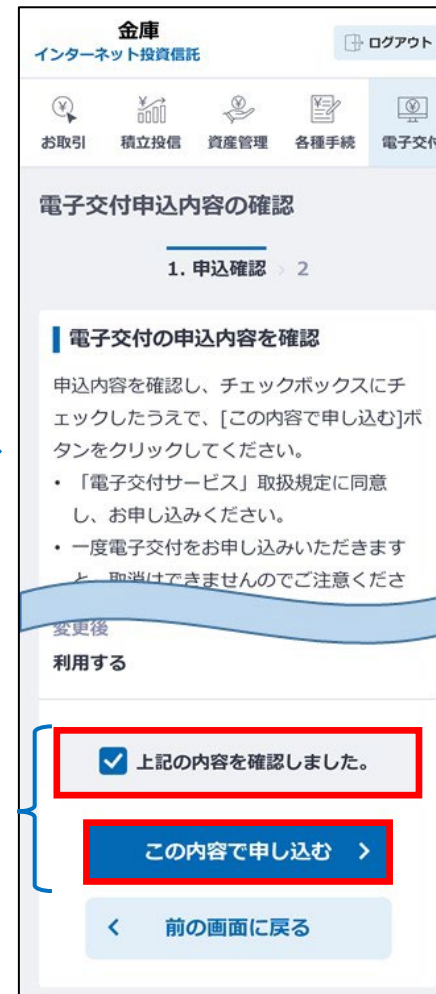 金庫
インターネット投資信託
ログアウト
お取引
積立投信
資産管理
各種手続
電子交付
電子交付申込内容の確認
1. 申込確認 › 2
電子交付の申込内容を確認
申込内容を確認し、チェックボックスにチ
ェックしたうえで、[この内容で申し込む]ボ
タンをクリックしてください。
・ 「電子交付サービス」取扱規定に同意
し、お申し込みください。
・ 一度電子交付をお申し込みいただきます
と、取消はできませんのでご注意くださ
変更後
利用する
上記の内容を確認しました。
この内容で申し込む
前の画面に戻る